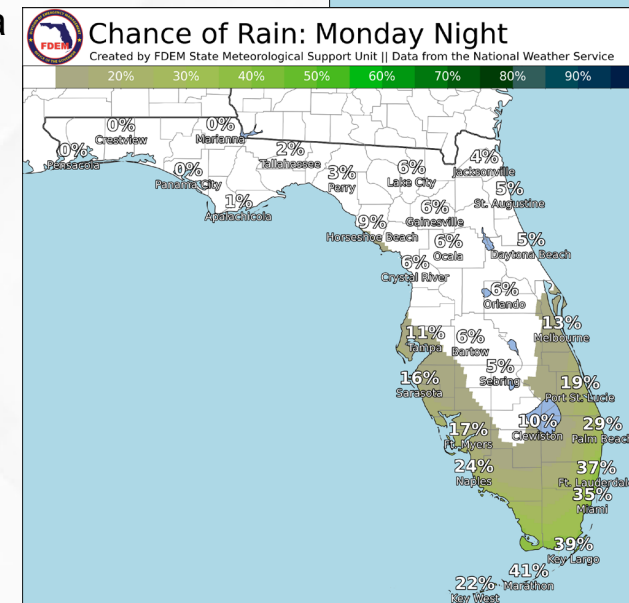 a
FDEM
Chance of Rain: Monday Night
Created by FDEM State Meteorological Support Unit || Data from the National Weather Service
20% 30% 40% 50% 60% 70% 80% 90%
0%
Pensacola
0%
Crestview
0%
Marianna
0%
Panama City
1%
Apalachicola
2%
Tallahassee
3%
Perry
6%
Lake City
4%
Jacksonville
5%
St. Augustine
6%
Gainesville
9%
Horseshoe Beach
6%
Ocala
5%
Daytona Beach
6%
Crystal River
6%
Orlando
13%
Melbourne
11%
Tampa
6%
Bartow
5%
Sebring
16%
Sarasota
19%
Port St. Lucie
10%
Clewiston
17%
Ft. Myers
29%
Palm Beac
24%
Naples
37%
Ft. Lauderdal
35%
Miami
39%
Key Largo
41%
Marathon
22%
Key West